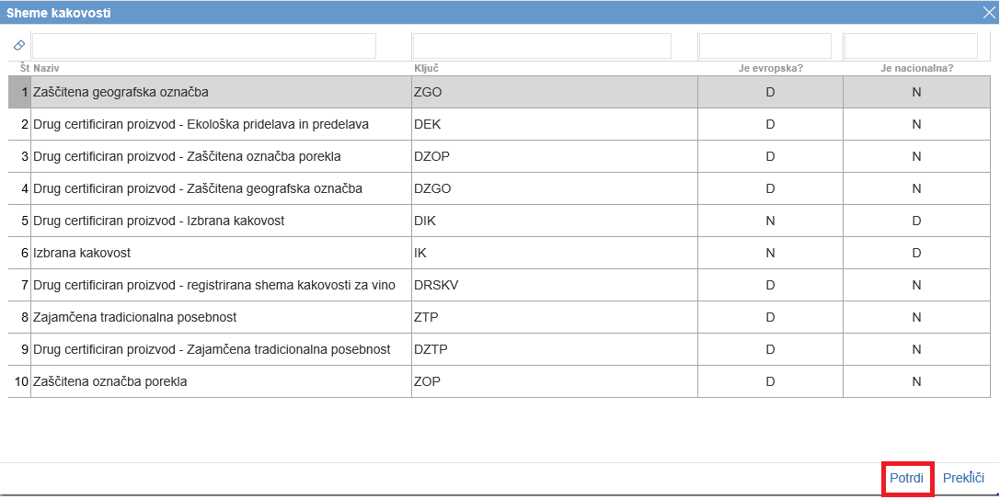 Sheme kakovosti
Št Naziv Ključ Je evropska? Je nacionalna?
1 Zaščitena geografska označba ZGO D N
2 Drug certificiran proizvod - Ekološka pridelava in predelava DEK D N
3 Drug certificiran proizvod - Zaščitena označba porekla DZOP D N
4 Drug certificiran proizvod - Zaščitena geografska označba DZGO D N
5 Drug certificiran proizvod - Izbrana kakovost DIK N D
6 Izbrana kakovost IK N D
7 Drug certificiran proizvod - registrirana shema kakovosti za vino DRSKV D N
8 Zajamčena tradicionalna posebnost ZTP D N
9 Drug certificiran proizvod - Zajamčena tradicionalna posebnost DZTP D N
10 Zaščitena označba porekla ZOP D N
Potrdi Prekliči